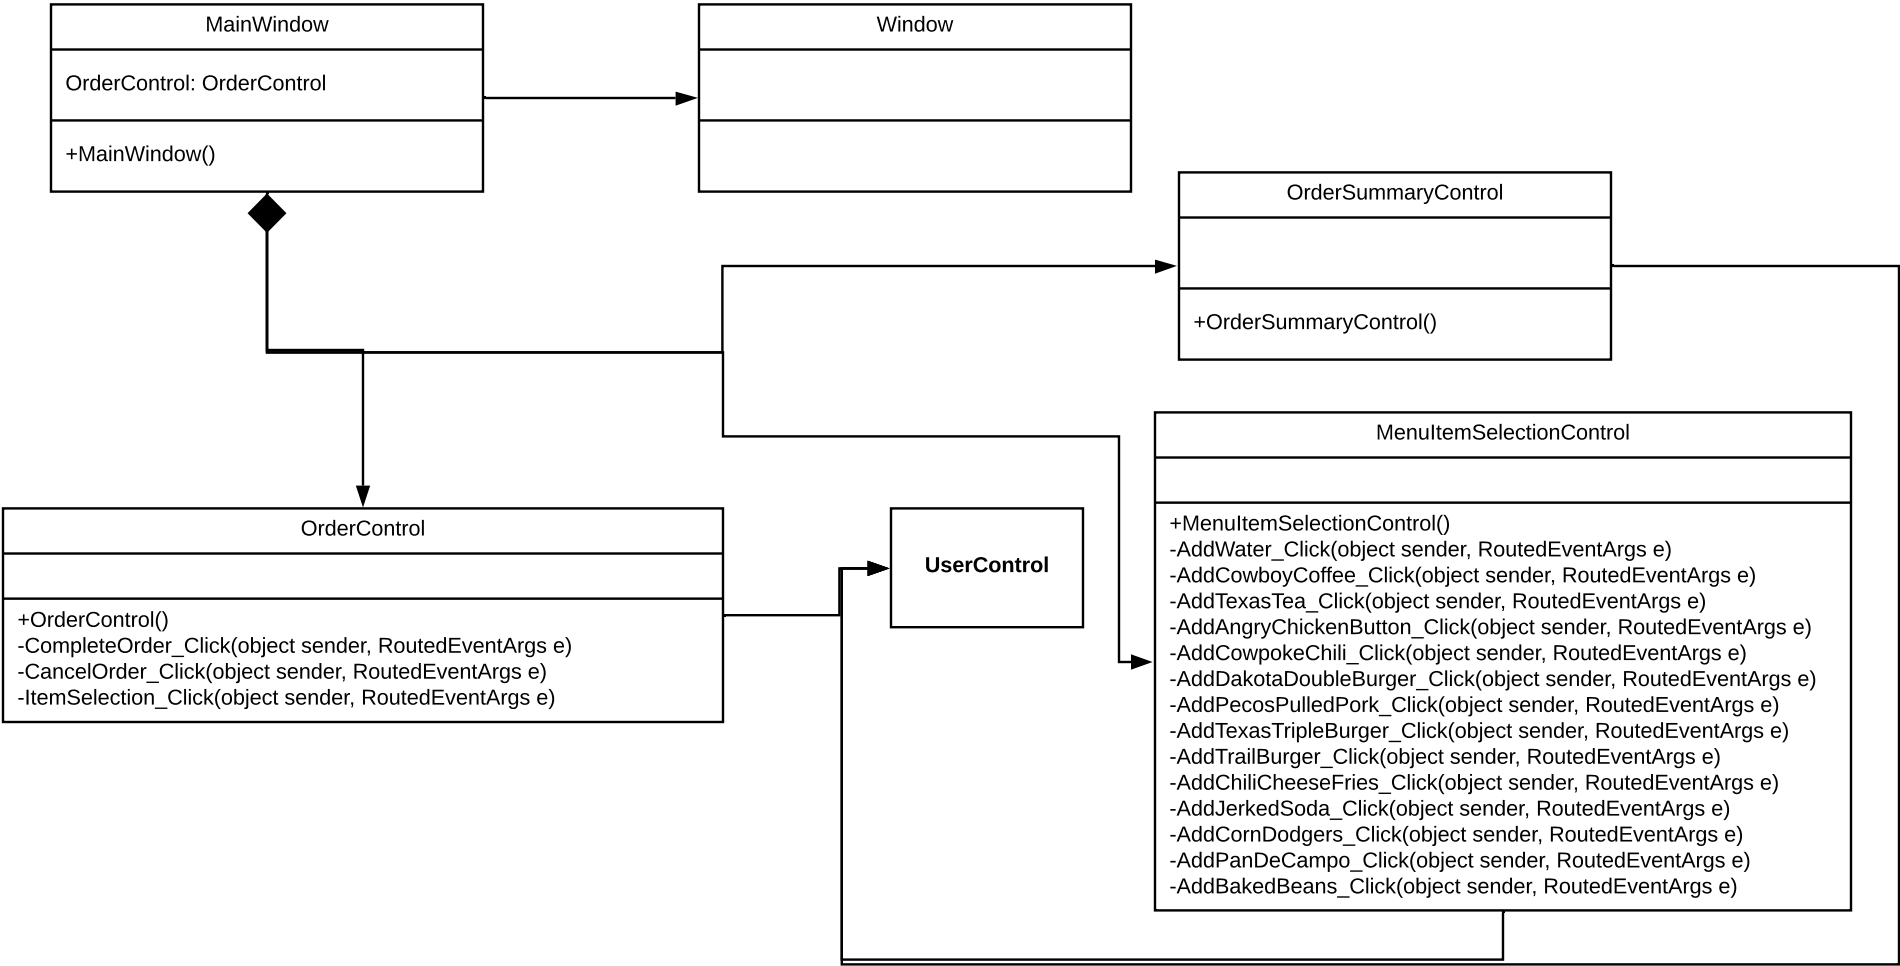 MainWindow
OrderControl: OrderControl
+MainWindow()
Window
OrderSummaryControl
+OrderSummaryControl()
OrderControl
+OrderControl()
-CompleteOrder_Click(object sender, RoutedEventArgs e)
-CancelOrder_Click(object sender, RoutedEventArgs e)
-ItemSelection_Click(object sender, RoutedEventArgs e)
UserControl
MenuItemSelectionControl
+MenuItemSelectionControl()
-AddWater_Click(object sender, RoutedEventArgs e)
-AddCowboyCoffee_Click(object sender, RoutedEventArgs e)
-AddTexasTea_Click(object sender, RoutedEventArgs e)
-AddAngryChickenButton_Click(object sender, RoutedEventArgs e)
-AddCowpokeChili_Click(object sender, RoutedEventArgs e)
-AddDakotaDoubleBurger_Click(object sender, RoutedEventArgs e)
-AddPecosPulledPork_Click(object sender, RoutedEventArgs e)
-AddTexasTripleBurger_Click(object sender, RoutedEventArgs e)
-AddTrailBurger_Click(object sender, RoutedEventArgs e)
-AddChiliCheeseFries_Click(object sender, RoutedEventArgs e)
-AddJerkedSoda_Click(object sender, RoutedEventArgs e)
-AddCornDodgers_Click(object sender, RoutedEventArgs e)
-AddPanDeCampo_Click(object sender, RoutedEventArgs e)
-AddBakedBeans_Click(object sender, RoutedEventArgs e)